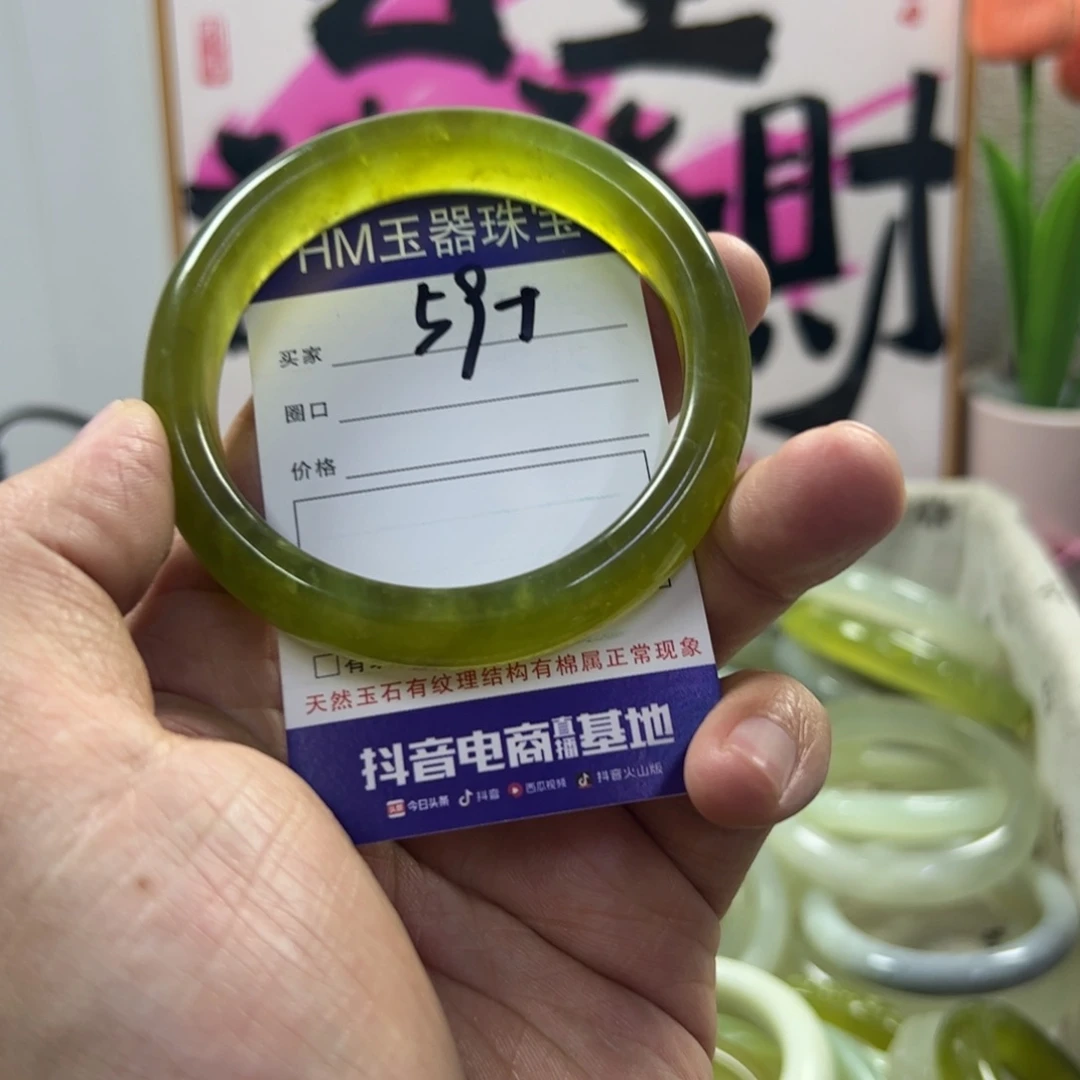 財
HM玉器珠宝
59-1
买家
圈口
价格
天然玉石有纹理结构有棉属正常现象
抖音电商直播基地
今日头条 抖音 西瓜视频 抖音火山版